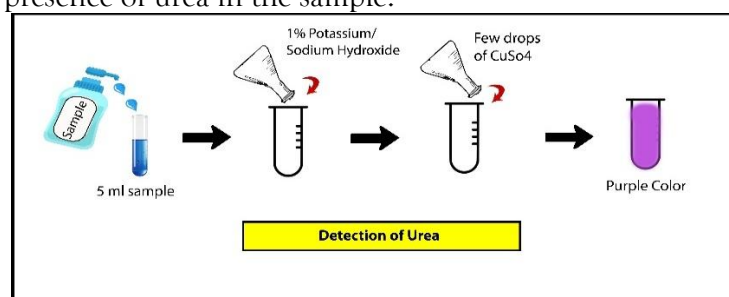 presence of urea in the sample.
1% Potassium/
Sodium Hydroxide
Few drops
of CuSo4
Sample
5 ml sample
Purple Color
Detection of Urea